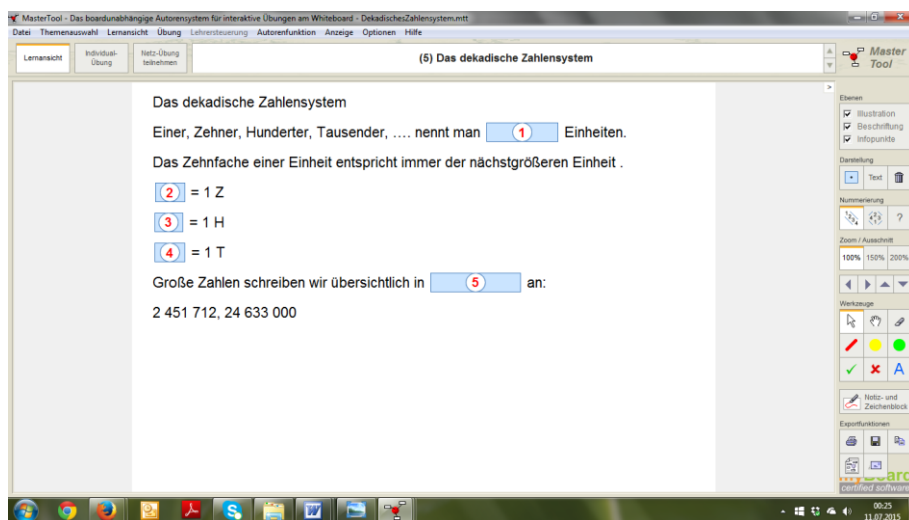 MasterTool - Das boardunabhängige Autorensystem für interaktive Übungen am Whiteboard - DekadischesZahlensystem.mtt
Datei Themenauswahl Lernansicht Übung Lehrersteuerung Autorenfunktion Anzeige Optionen Hilfe
Lernansicht
Individual-
Übung
Netz-Übung
teilnehmen
(5) Das dekadische Zahlensystem
Master
Tool
Das dekadische Zahlensystem
Einer, Zehner, Hunderter, Tausender, …. nennt man 1 Einheiten.
Das Zehnfache einer Einheit entspricht immer der nächstgrößeren Einheit .
2 = 1 Z
3 = 1 H
4 = 1 T
Große Zahlen schreiben wir übersichtlich in 5 an:
2 451 712, 24 633 000
>
Ebenen
Illustration
Beschriftung
Infopunkte
Darstellung
Text
Nummerierung
?
Zoom / Ausschnitt
100% 150% 200%
Werkzeuge
A
Notiz- und
Zeichenblock
Exportfunktionen
certified software
00:25
11.07.2015